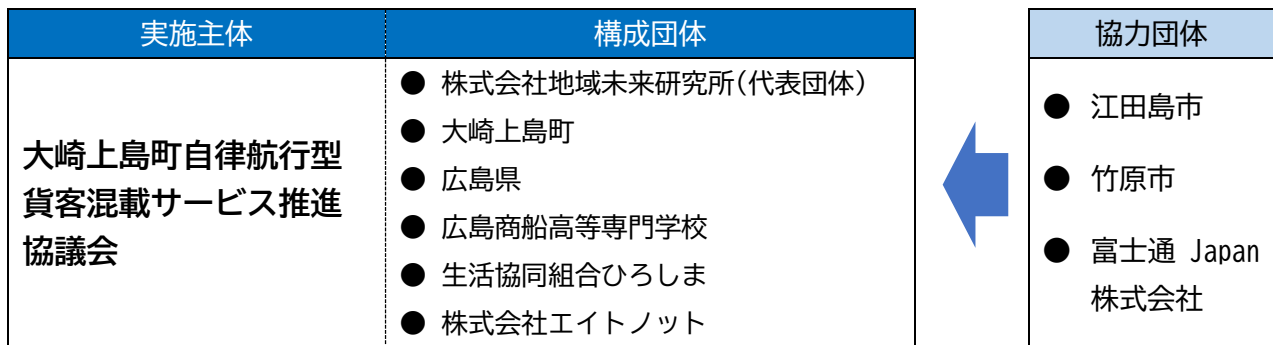 実施主体
構成団体
大崎上島町自律航行型
貨客混載サービス推進
協議会
● 株式会社地域未来研究所(代表団体)
● 大崎上島町
● 広島県
● 広島商船高等専門学校
● 生活協同組合ひろしま
● 株式会社エイトノット
協力団体
● 江田島市
● 竹原市
● 富士通 Japan
株式会社